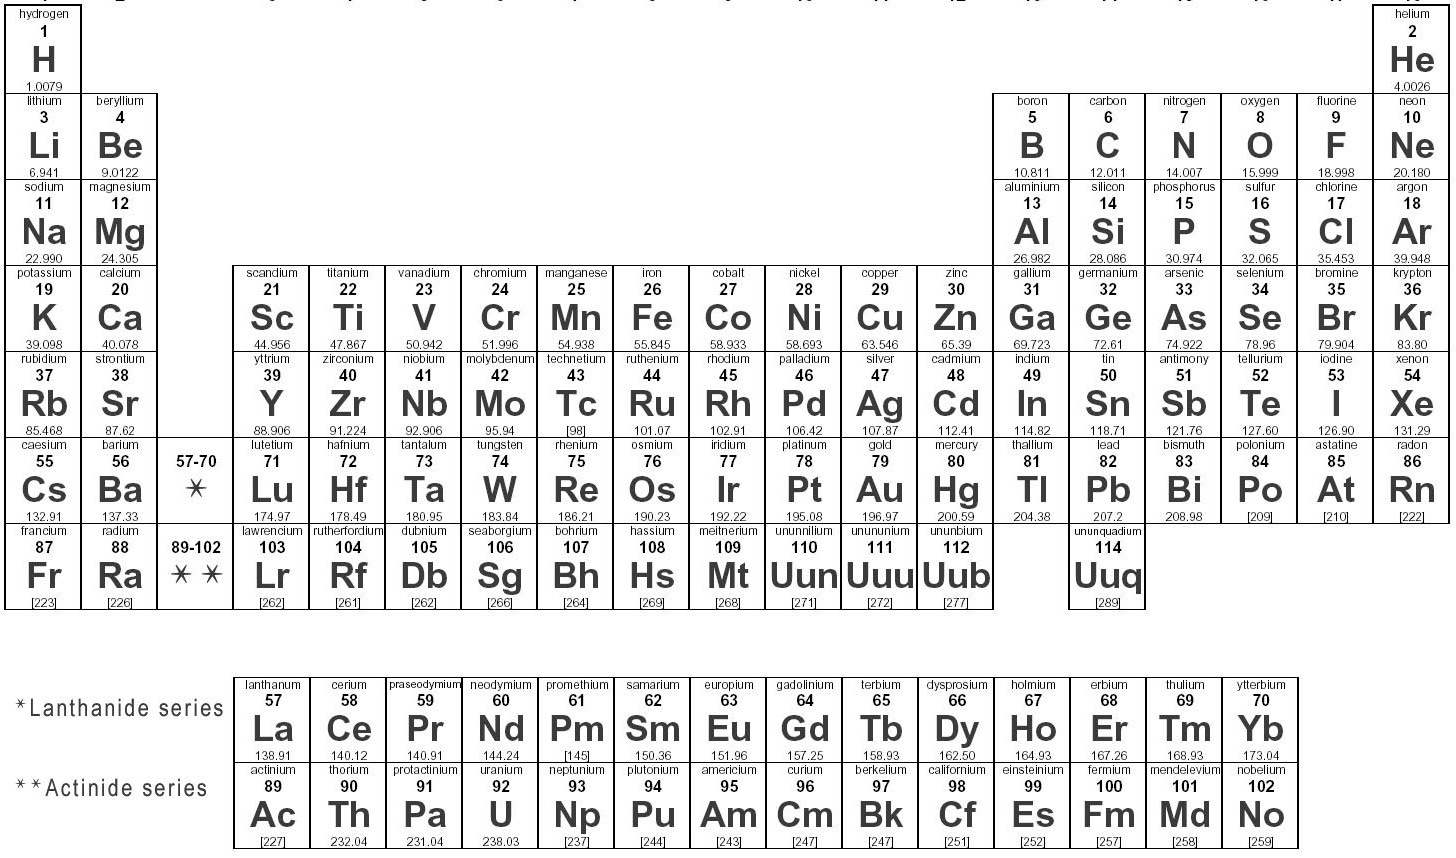 hydrogen helium
1 2
H He
1.0079 4.0026
lithium beryllium boron carbon nitrogen oxygen fluorine neon
3 4 5 6 7 8 9 10
Li Be B C N O F Ne
6.941 9.0122 10.811 12.011 14.007 15.999 18.998 20.180
sodium magnesium aluminium silicon phosphorus sulfur chlorine argon
11 12 13 14 15 16 17 18
Na Mg Al Si P S Cl Ar
22.990 24.305 26.982 28.086 30.974 32.065 35.453 39.948
potassium calcium scandium titanium vanadium chromium manganese iron cobalt nickel copper zinc gallium germanium arsenic selenium bromine krypton
19 20 21 22 23 24 25 26 27 28 29 30 31 32 33 34 35 36
K Ca Sc Ti V Cr Mn Fe Co Ni Cu Zn Ga Ge As Se Br Kr
39.098 40.078 44.956 47.867 50.942 51.996 54.938 55.845 58.933 58.693 63.546 65.39 69.723 72.61 74.922 78.96 79.904 83.80
rubidium strontium yttrium zirconium niobium molybdenum technetium ruthenium rhodium palladium silver cadmium indium tin antimony tellurium iodine xenon
37 38 39 40 41 42 43 44 45 46 47 48 49 50 51 52 53 54
Rb Sr Y Zr Nb Mo Tc Ru Rh Pd Ag Cd In Sn Sb Te I Xe
85.468 87.62 88.906 91.224 92.906 95.94 [98] 101.07 102.91 106.42 107.87 112.41 114.82 118.71 121.76 127.60 126.90 131.29
caesium barium lutetium hafnium tantalum tungsten rhenium osmium iridium platinum gold mercury thallium lead bismuth polonium astatine radon
55 56 57-70 71 72 73 74 75 76 77 78 79 80 81 82 83 84 85 86
Cs Ba * Lu Hf Ta W Re Os Ir Pt Au Hg Tl Pb Bi Po At Rn
132.91 137.33 174.97 178.49 180.95 183.84 186.21 190.23 192.22 195.08 196.97 200.59 204.38 207.2 208.98 [209] [210] [222]
francium radium lawrencium rutherfordium dubnium seaborgium bohrium hassium meitnerium ununnilium unununium ununbium ununquadium
87 88 89-102 103 104 105 106 107 108 109 110 111 112 114
Fr Ra * * Lr Rf Db Sg Bh Hs Mt Uun Uuu Uub Uuq
[223] [226] [262] [261] [262] [266] [264] [269] [268] [271] [272] [277] [289]
lanthanum cerium praseodymium neodymium promethium samarium europium gadolinium terbium dysprosium holmium erbium thulium ytterbium
57 58 59 60 61 62 63 64 65 66 67 68 69 70
*Lanthanide series La Ce Pr Nd Pm Sm Eu Gd Tb Dy Ho Er Tm Yb
138.91 140.12 140.91 144.24 [145] 150.36 151.96 157.25 158.93 162.50 164.93 167.26 168.93 173.04
actinium thorium protactinium uranium neptunium plutonium americium curium berkelium californium einsteinium fermium mendelevium nobelium
**Actinide series 89 90 91 92 93 94 95 96 97 98 99 100 101 102
Ac Th Pa U Np Pu Am Cm Bk Cf Es Fm Md No
[227] 232.04 231.04 238.03 [237] [244] [243] [247] [247] [251] [252] [257] [258] [259]